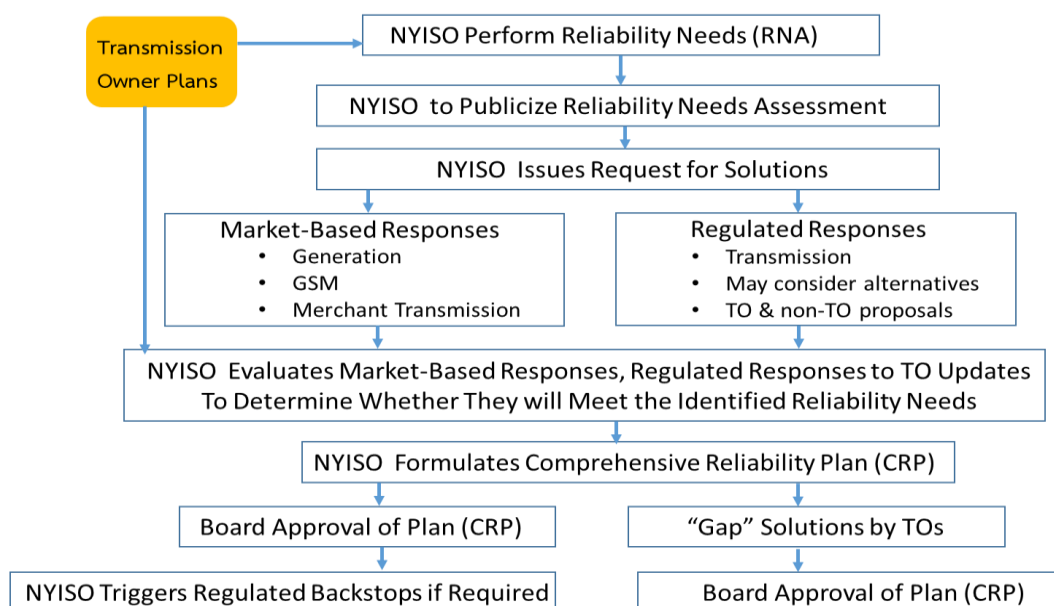 Transmission
Owner Plans
NYISO Perform Reliability Needs (RNA)
NYISO to Publicize Reliability Needs Assessment
NYISO Issues Request for Solutions
Market-Based Responses
• Generation
• GSM
• Merchant Transmission
Regulated Responses
• Transmission
• May consider alternatives
• TO & non-TO proposals
NYISO Evaluates Market-Based Responses, Regulated Responses to TO Updates
To Determine Whether They will Meet the Identified Reliability Needs
NYISO Formulates Comprehensive Reliability Plan (CRP)
Board Approval of Plan (CRP)
“Gap” Solutions by TOs
NYISO Triggers Regulated Backstops if Required
Board Approval of Plan (CRP)